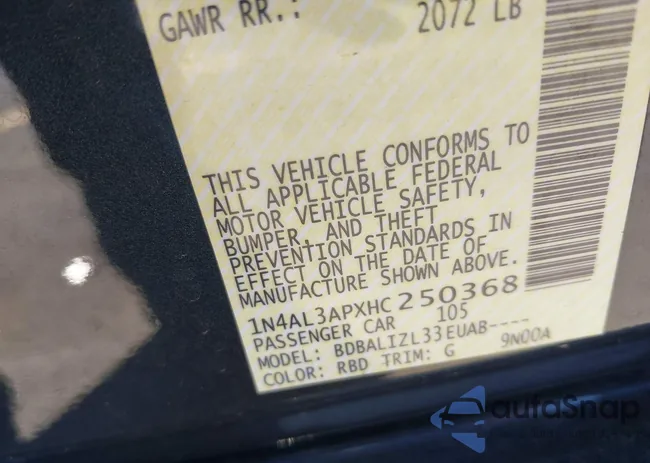 GAWR RR.: 2072 LB
THIS VEHICLE CONFORMS TO
ALL APPLICABLE FEDERAL
MOTOR VEHICLE SAFETY,
BUMPER, AND THEFT
PREVENTION STANDARDS IN
EFFECT ON THE DATE OF
MANUFACTURE SHOWN ABOVE.
1N4AL3APXHC250368
PASSENGER CAR 105
MODEL: BDBALIZL33EUAB----
COLOR: RBD TRIM: G 9N00A
autoSnap